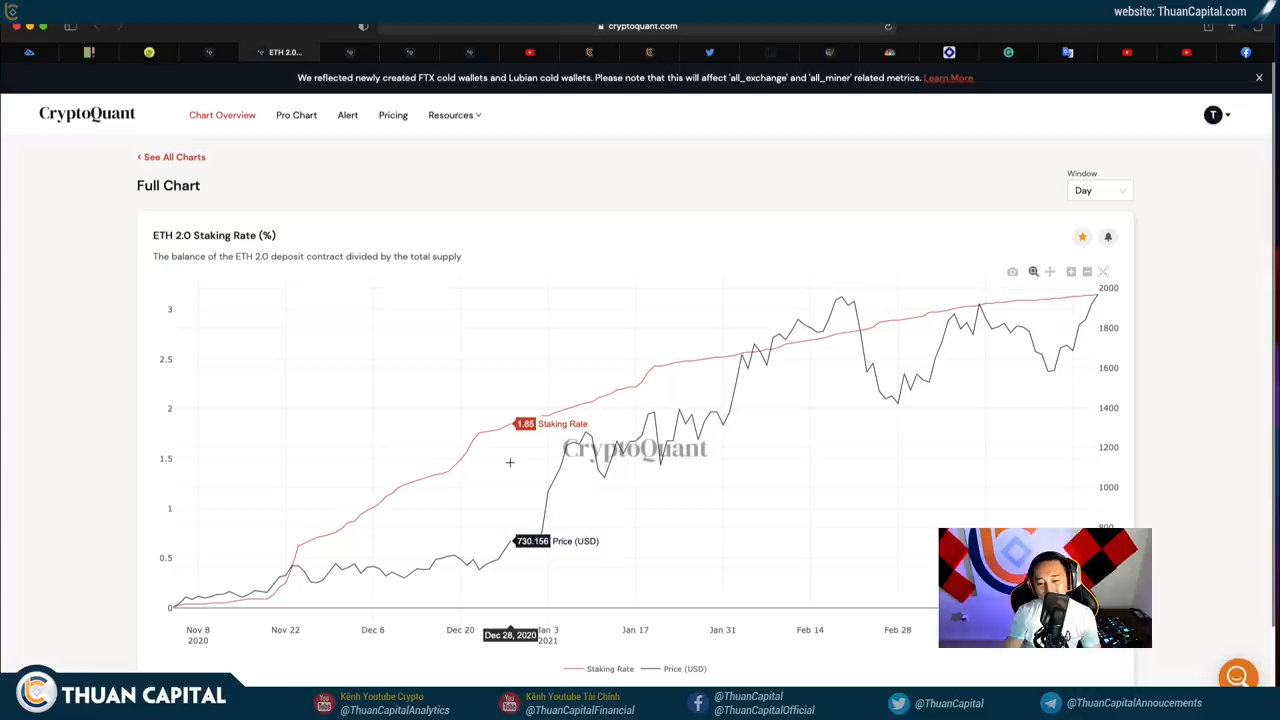 website: ThuanCapital.com
cryptoquant.com
ETH 2.0...
We reflected newly created FTX cold wallets and Lubian cold wallets. Please note that this will affect 'all_exchange' and 'all_miner' related metrics. Learn More
CryptoQuant
Chart Overview
Pro Chart
Alert
Pricing
Resources
T
< See All Charts
Full Chart
Window
Day
ETH 2.0 Staking Rate (%)
The balance of the ETH 2.0 deposit contract divided by the total supply
3
2.5
2
1.5
1
0.5
0
2000
1800
1600
1400
1200
1000
800
1.85 Staking Rate
CryptoQuant
730.156 Price (USD)
Nov 8
2020
Nov 22
Dec 6
Dec 20
Dec 28, 2020
Jan 3
2021
Jan 17
Jan 31
Feb 14
Feb 28
Staking Rate
Price (USD)
THUAN CAPITAL
Kênh Youtube Crypto
@ThuanCapitalAnalytics
Kênh Youtube Tài Chính
@ThuanCapitalFinancial
@ThuanCapital
@ThuanCapitalOfficial
@ThuanCapital
@ThuanCapitalAnnoucements